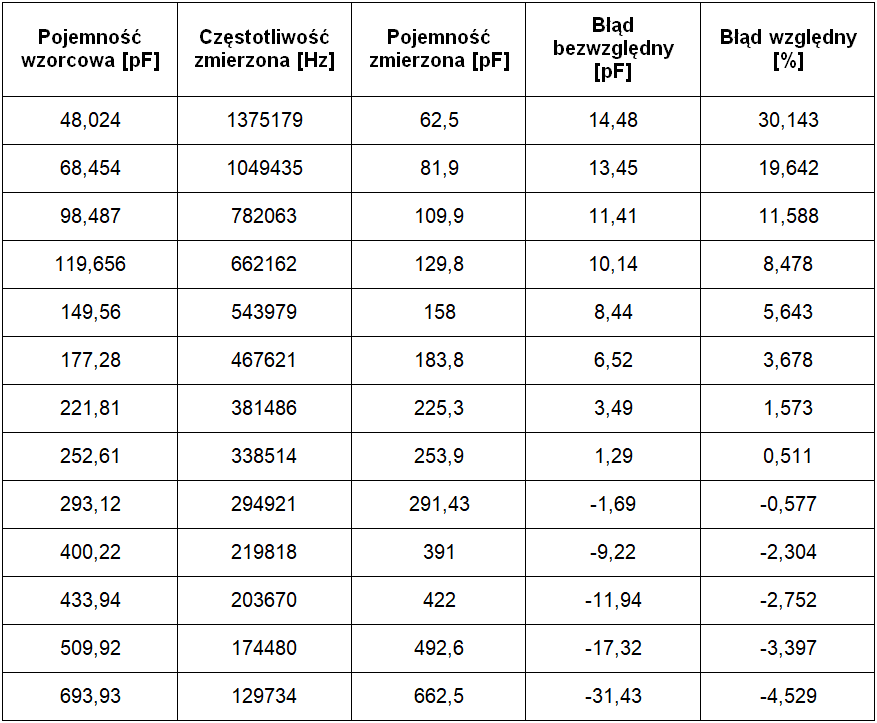 Pojemność wzorcowa [pF] Częstotliwość zmierzona [Hz] Pojemność zmierzona [pF] Błąd bezwzględny [pF] Błąd względny [%]
48,024 1375179 62,5 14,48 30,143
68,454 1049435 81,9 13,45 19,642
98,487 782063 109,9 11,41 11,588
119,656 662162 129,8 10,14 8,478
149,56 543979 158 8,44 5,643
177,28 467621 183,8 6,52 3,678
221,81 381486 225,3 3,49 1,573
252,61 338514 253,9 1,29 0,511
293,12 294921 291,43 -1,69 -0,577
400,22 219818 391 -9,22 -2,304
433,94 203670 422 -11,94 -2,752
509,92 174480 492,6 -17,32 -3,397
693,93 129734 662,5 -31,43 -4,529